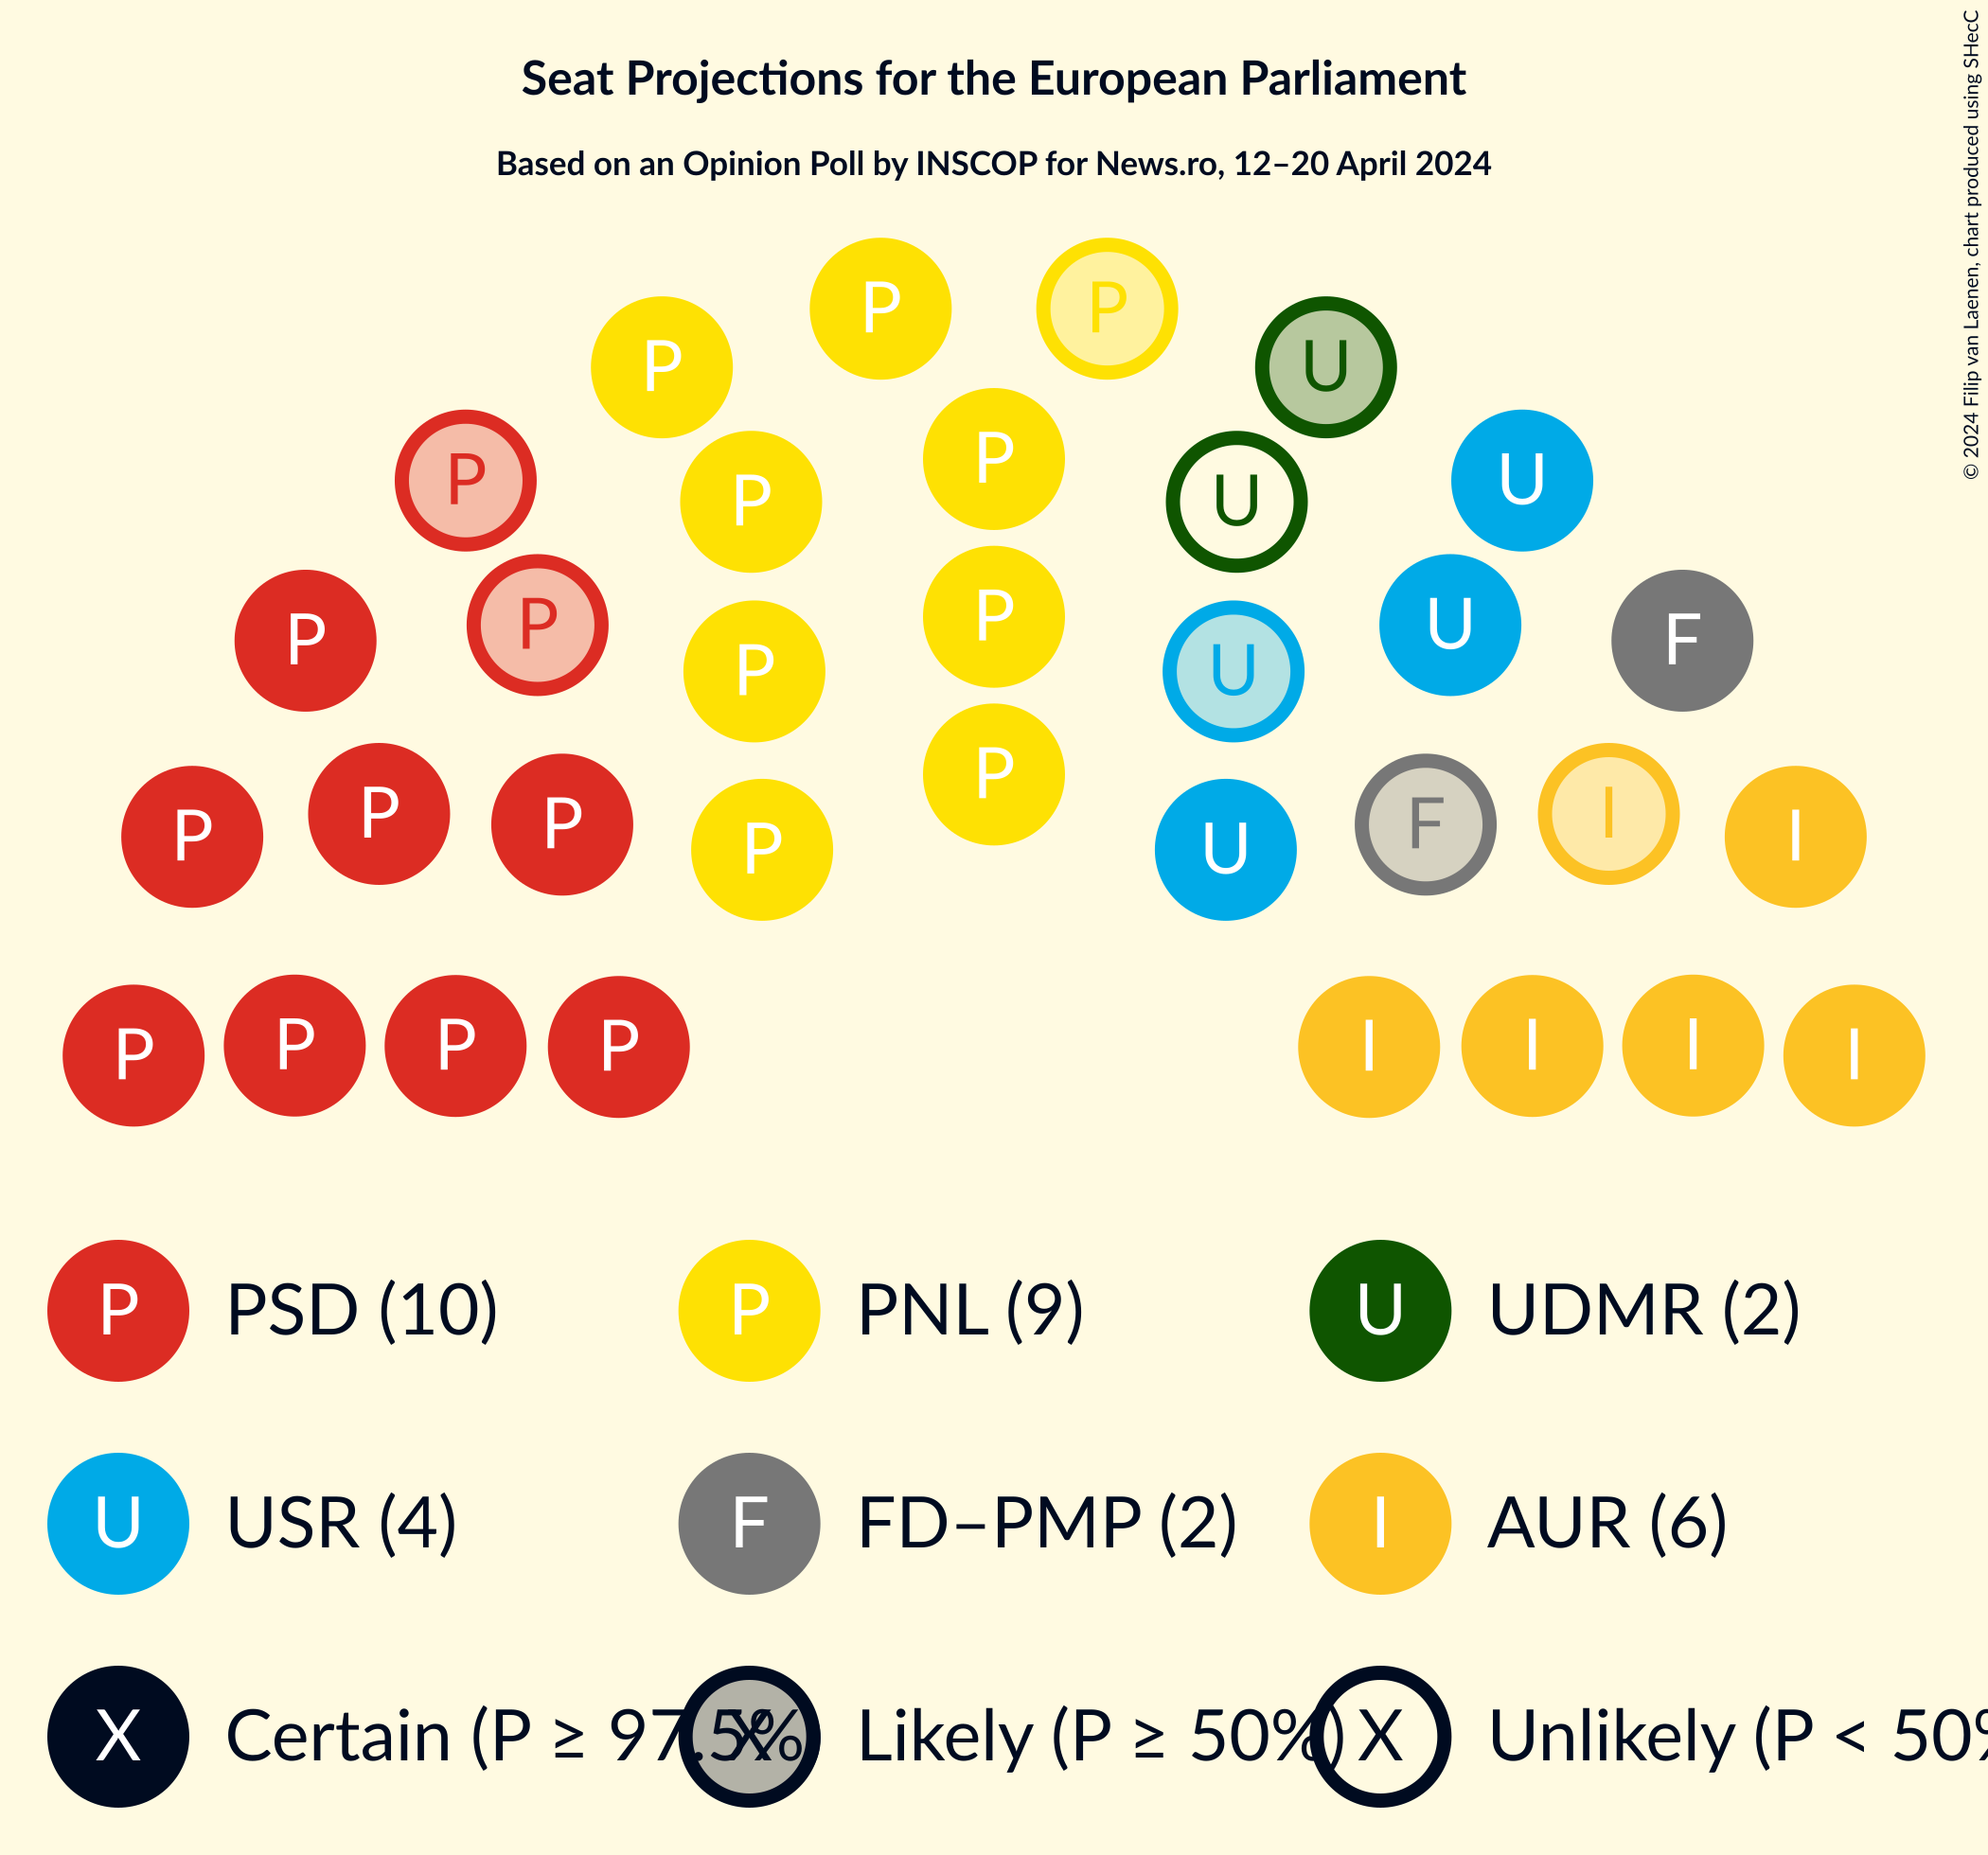 Seat Projections for the European Parliament
Based on an Opinion Poll by INSCOP for News.ro, 12–20 April 2024
© 2024 Filip van Laenen, chart produced using SHecC
P P
P P U
P P U U
P U
P P P U F
P U
P P P P F I I
P U
P P P P I I I I
P PSD (10) P PNL (9) U UDMR (2)
U USR (4) F FD–PMP (2) I AUR (6)
X Certain (P ≥ 97.5% X Likely (P ≥ 50%) X Unlikely (P < 50%